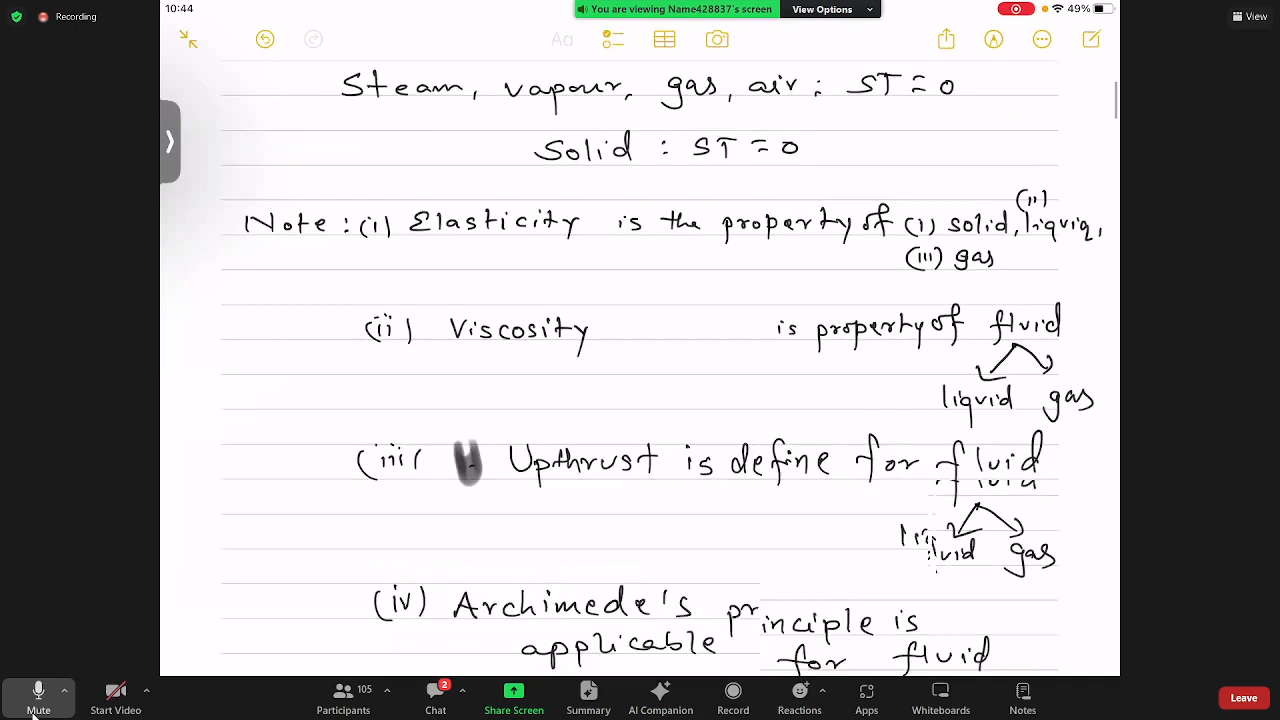 10:44
You are viewing Name428837's screen
View Options
49%
Recording
View
Aa
Steam, vapour, gas, air : ST = 0
Solid : ST = 0
Note : (i) Elasticity is the property of (i) solid, (ii) liquiq,
(iii) gas
(ii) Viscosity is property of fluid
liquid gas
(iii( Upthrust is define for fluid
gas
(iv) Archimede's principle is
applicable for fluid
Mute
Start Video
105
Participants
2
Chat
Share Screen
Summary
AI Companion
Record
Reactions
Apps
Whiteboards
Notes
Leave